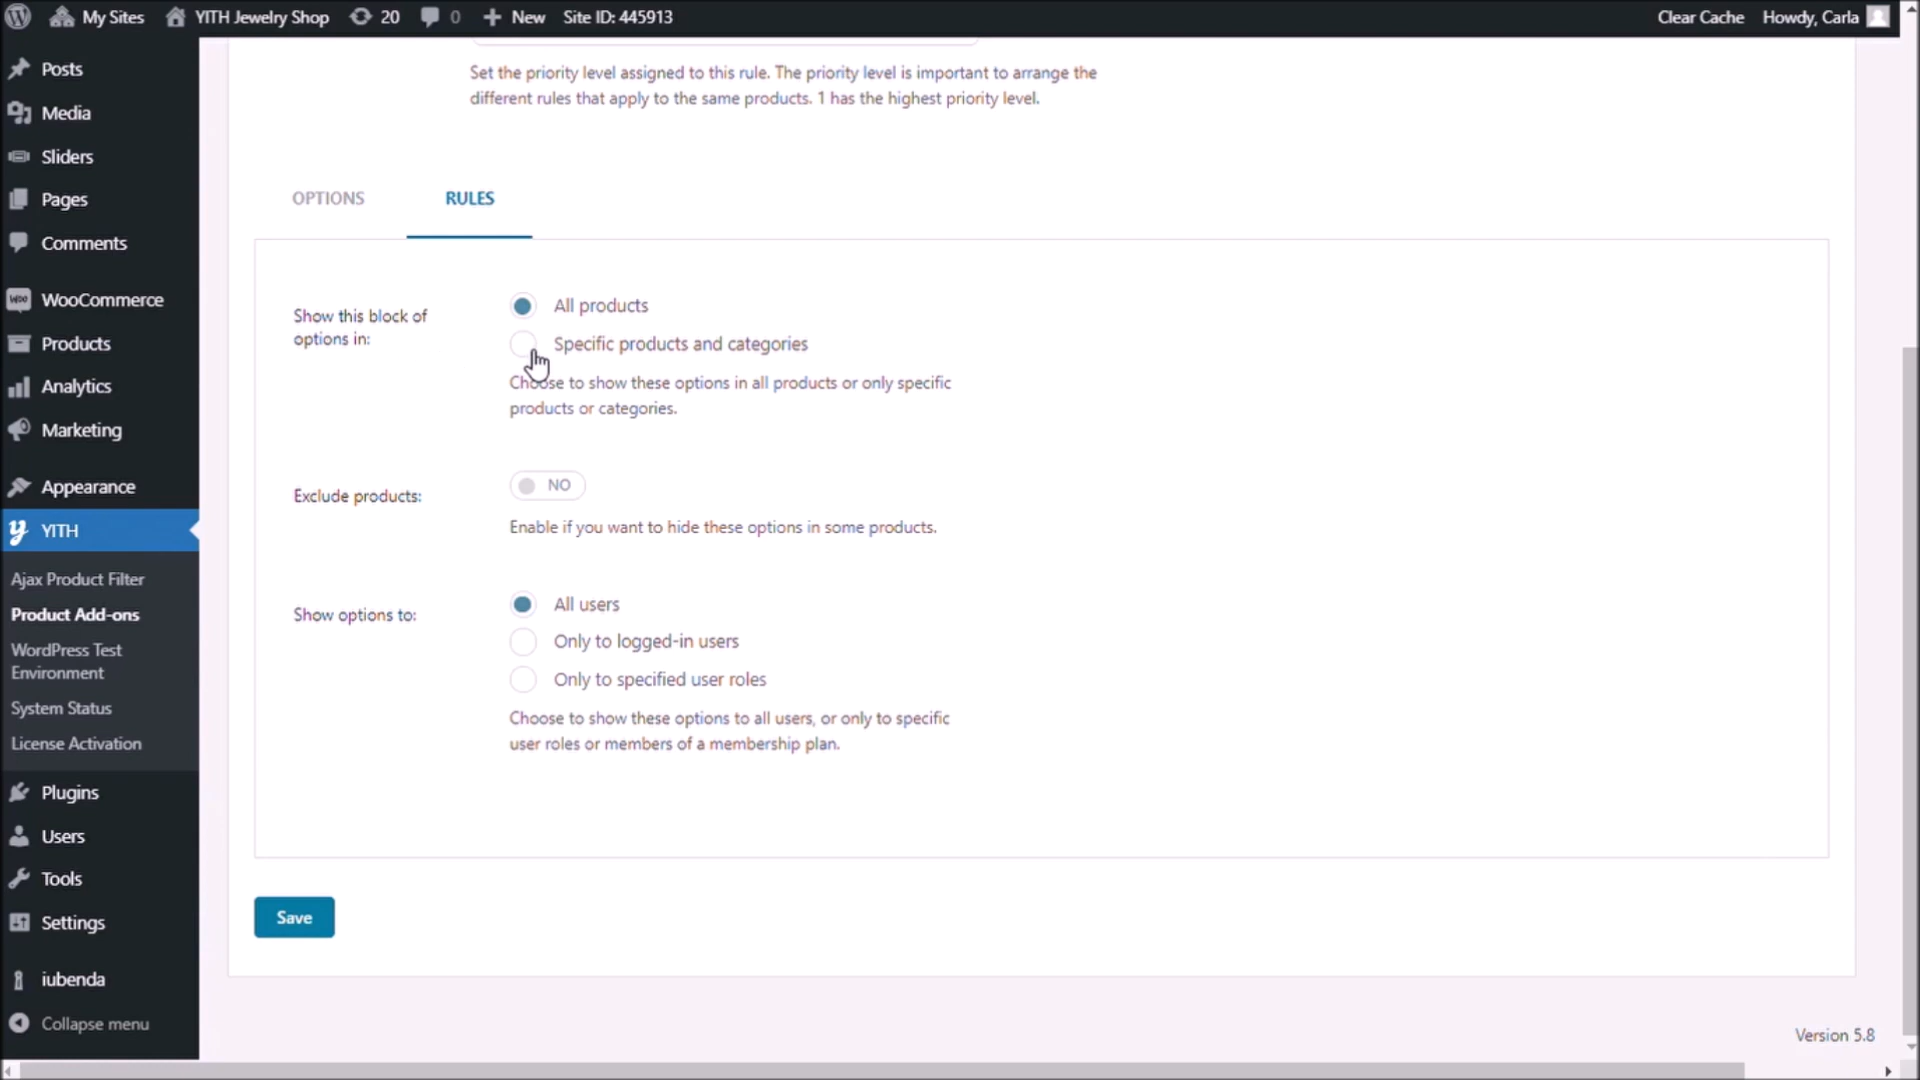 My Sites
YITH Jewelry Shop
20
0
New
Site ID: 445913
Clear Cache
Howdy, Carla
Posts
Media
Sliders
Pages
Comments
WooCommerce
Products
Analytics
Marketing
Appearance
YITH
Ajax Product Filter
Product Add-ons
WordPress Test
Environment
System Status
License Activation
Plugins
Users
Tools
Settings
iubenda
Collapse menu
Set the priority level assigned to this rule. The priority level is important to arrange the
different rules that apply to the same products. 1 has the highest priority level.
OPTIONS
RULES
Show this block of
options in:
All products
Specific products and categories
Choose to show these options in all products or only specific
products or categories.
Exclude products:
NO
Enable if you want to hide these options in some products.
Show options to:
All users
Only to logged-in users
Only to specified user roles
Choose to show these options to all users, or only to specific
user roles or members of a membership plan.
Save
Version 5.8